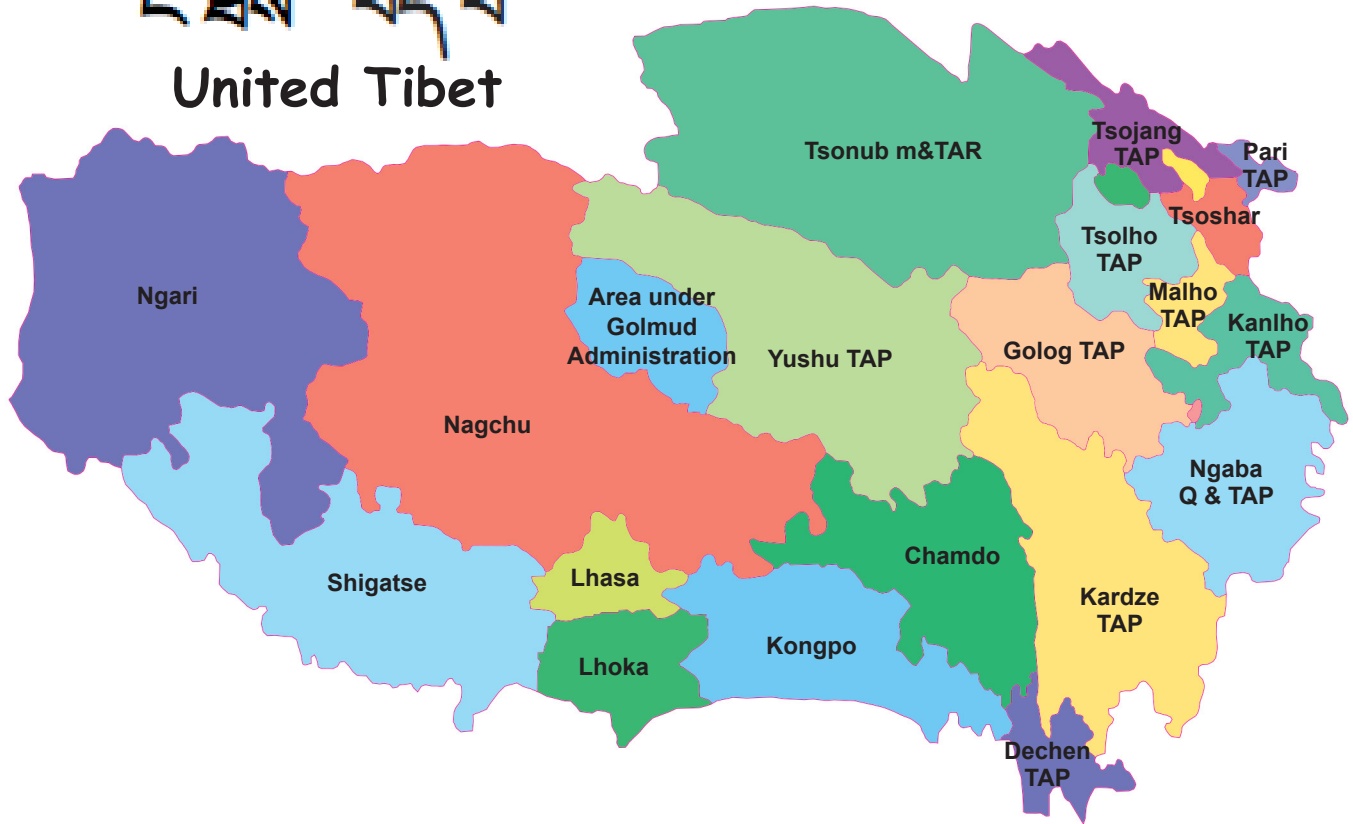 United Tibet
Tsojang
TAP
Pari
TAP
Tsonub m&TAR
Tsoshar
Tsolho
TAP
Ngari
Area under
Golmud
Administration
Malho
TAP
Kanlho
TAP
Yushu TAP
Golog TAP
Nagchu
Ngaba
Q & TAP
Shigatse
Lhasa
Chamdo
Kardze
TAP
Lhoka
Kongpo
Dechen
TAP